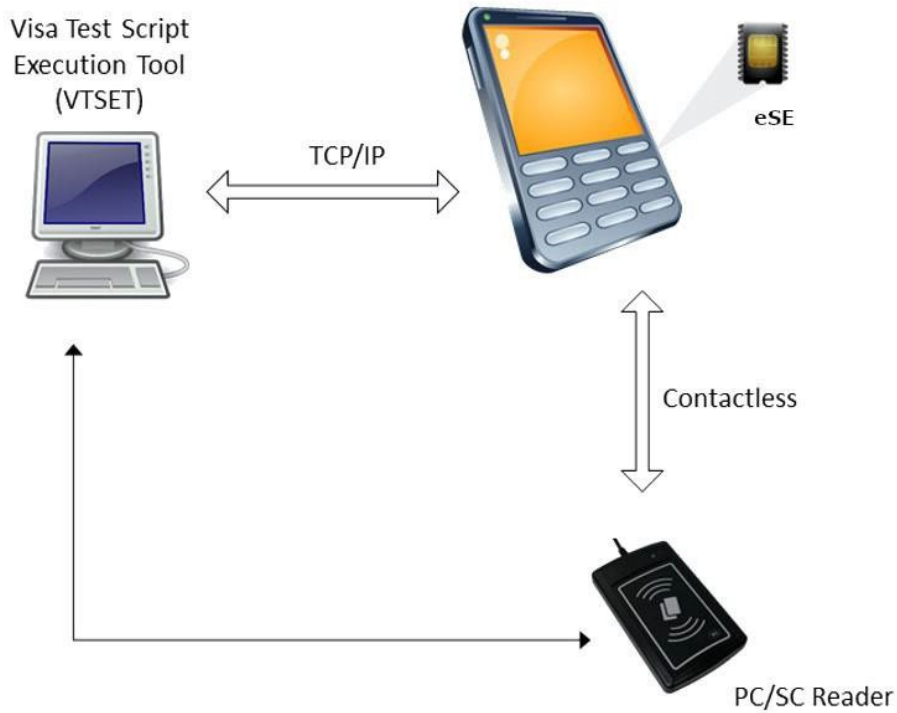 Visa Test Script
Execution Tool
(VTSET)
eSE
TCP/IP
Contactless
PC/SC Reader